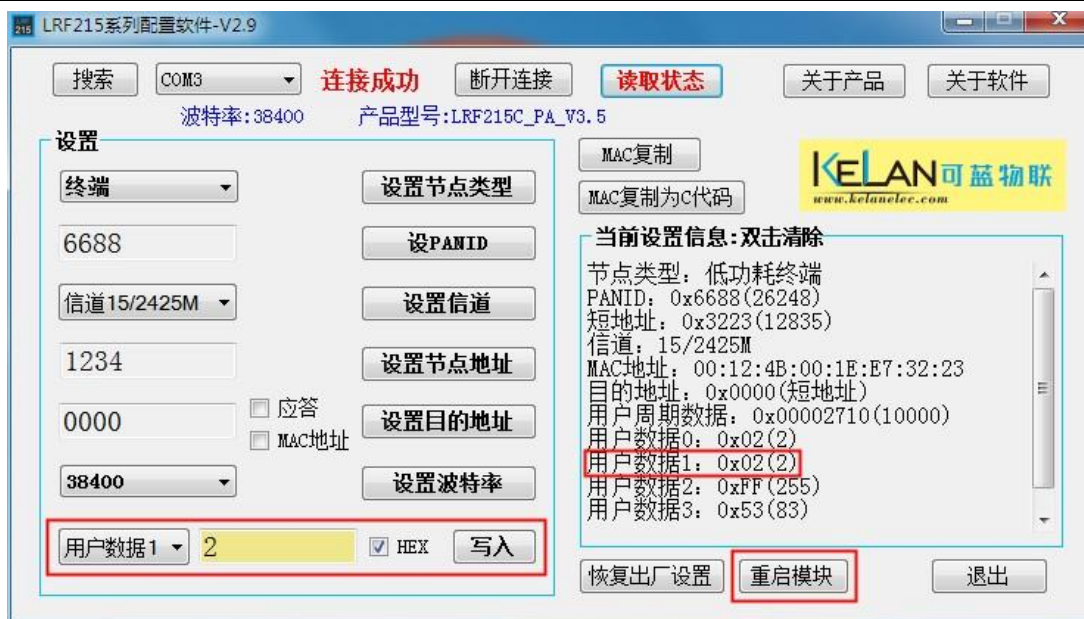 215 LRF215系列配置软件-V2.9
搜索 COM3 连接成功 断开连接 读取状态 关于产品 关于软件
波特率:38400 产品型号:LRF215C_PA_V3.5
设置
终端 设置节点类型
6688 设PANID
信道15/2425M 设置信道
1234 设置节点地址
0000 应答 MAC地址 设置目的地址
38400 设置波特率
用户数据1 2 HEX 写入
MAC复制
MAC复制为C代码
KELAN可蓝物联
www.kelanelec.com
当前设置信息:双击清除
节点类型: 低功耗终端
PANID: 0x6688(26248)
短地址: 0x3223(12835)
信道: 15/2425M
MAC地址: 00:12:4B:00:1E:E7:32:23
目的地址: 0x0000(短地址)
用户周期数据: 0x00002710(10000)
用户数据0: 0x02(2)
用户数据1: 0x02(2)
用户数据2: 0xFF(255)
用户数据3: 0x53(83)
恢复出厂设置 重启模块 退出